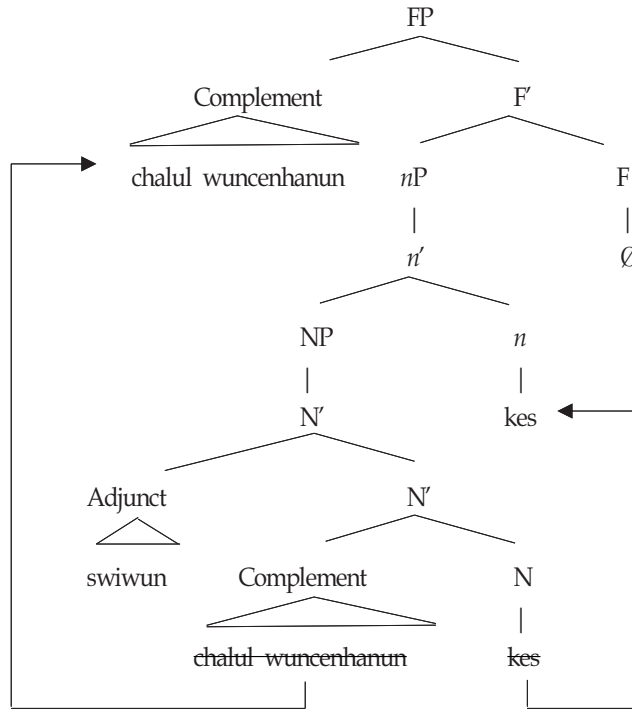 FP
Complement F'
chalul wuncenhanun nP F
n' Ø
NP n
N' kes
Adjunct N'
swiwun Complement N
chalul wuncenhanun kes